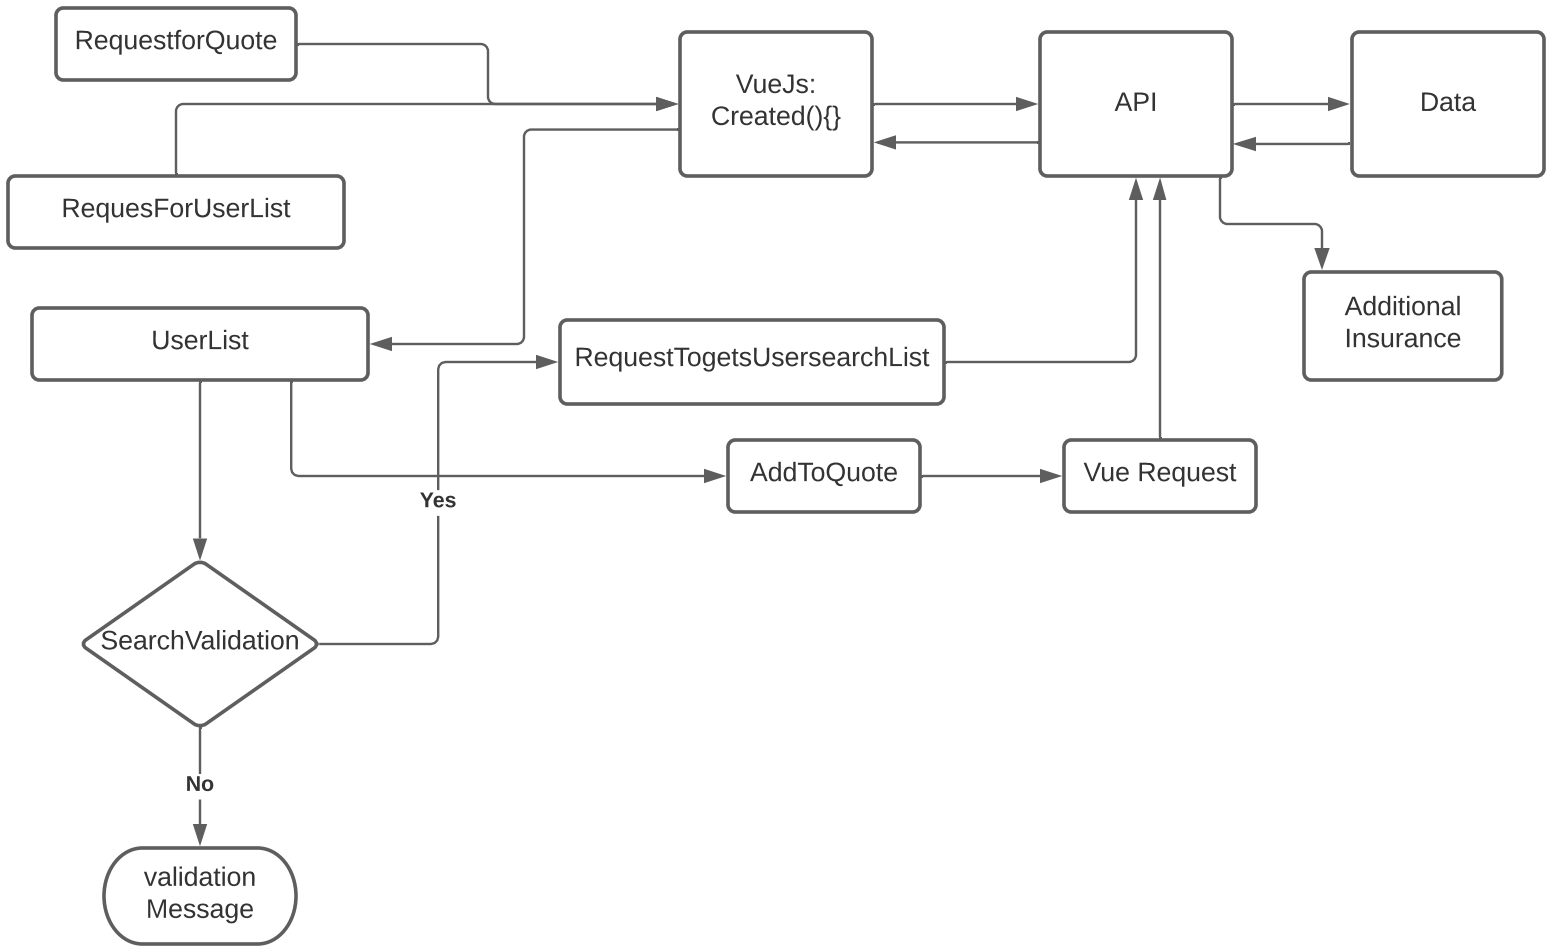 RequestforQuote
VueJs:
Created(){}
API
Data
RequesForUserList
UserList
RequestTogetsUsersearchList
Additional
Insurance
AddToQuote
Vue Request
Yes
SearchValidation
No
validation
Message